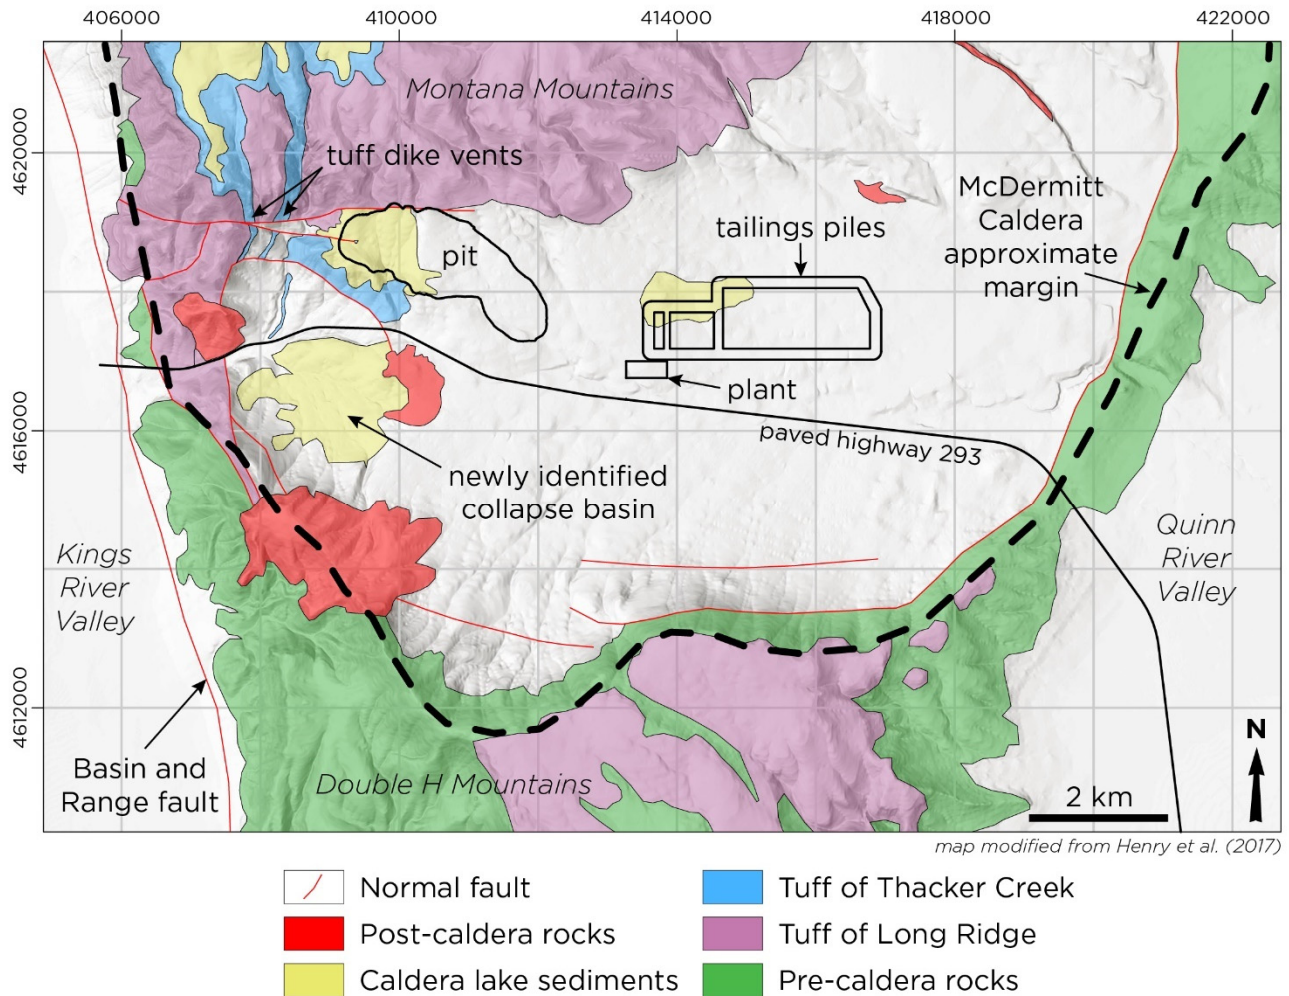 406000
410000
414000
418000
422000
4620000
4616000
4612000
Montana Mountains
tuff dike vents
McDermitt
Caldera
approximate
margin
tailings piles
pit
plant
paved highway 293
newly identified
collapse basin
Kings
River
Valley
Quinn
River
Valley
Basin and
Range fault
Double H Mountains
N
2 km
map modified from Henry et al. (2017)
Normal fault
Post-caldera rocks
Caldera lake sediments
Tuff of Thacker Creek
Tuff of Long Ridge
Pre-caldera rocks